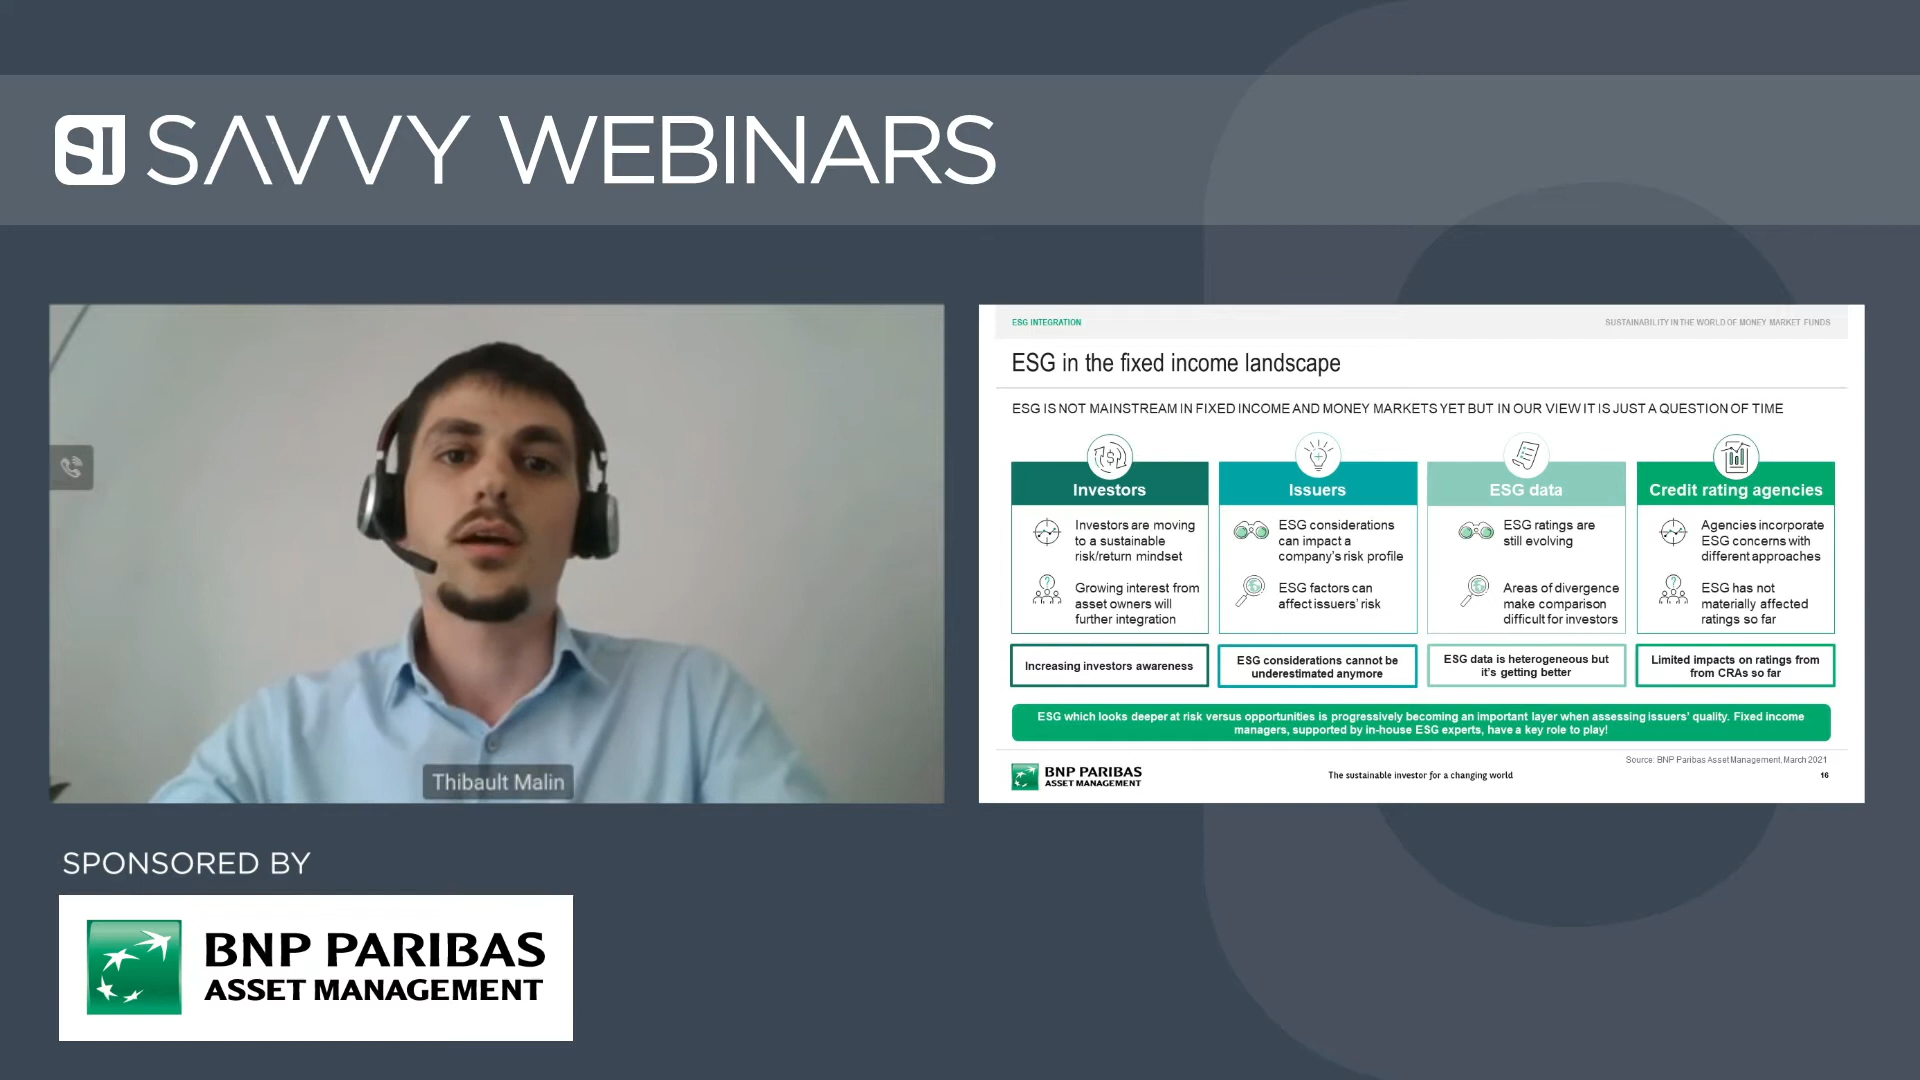 SI SAVVY WEBINARS
Thibault Malin
ESG INTEGRATION
SUSTAINABILITY IN THE WORLD OF MONEY MARKET FUNDS
ESG in the fixed income landscape
ESG IS NOT MAINSTREAM IN FIXED INCOME AND MONEY MARKETS YET BUT IN OUR VIEW IT IS JUST A QUESTION OF TIME
Investors
Investors are moving
to a sustainable
risk/return mindset
Growing interest from
asset owners will
further integration
Increasing investors awareness
Issuers
ESG considerations
can impact a
company's risk profile
ESG factors can
affect issuers' risk
ESG considerations cannot be
underestimated anymore
ESG data
ESG ratings are
still evolving
Areas of divergence
make comparison
difficult for investors
ESG data is heterogeneous but
it's getting better
Credit rating agencies
Agencies incorporate
ESG concerns with
different approaches
ESG has not
materially affected
ratings so far
Limited impacts on ratings from
from CRAs so far
ESG which looks deeper at risk versus opportunities is progressively becoming an important layer when assessing issuers' quality. Fixed income
managers, supported by in-house ESG experts, have a key role to play!
Source: BNP Paribas Asset Management, March 2021
BNP PARIBAS
ASSET MANAGEMENT
The sustainable investor for a changing world
16
SPONSORED BY
BNP PARIBAS
ASSET MANAGEMENT